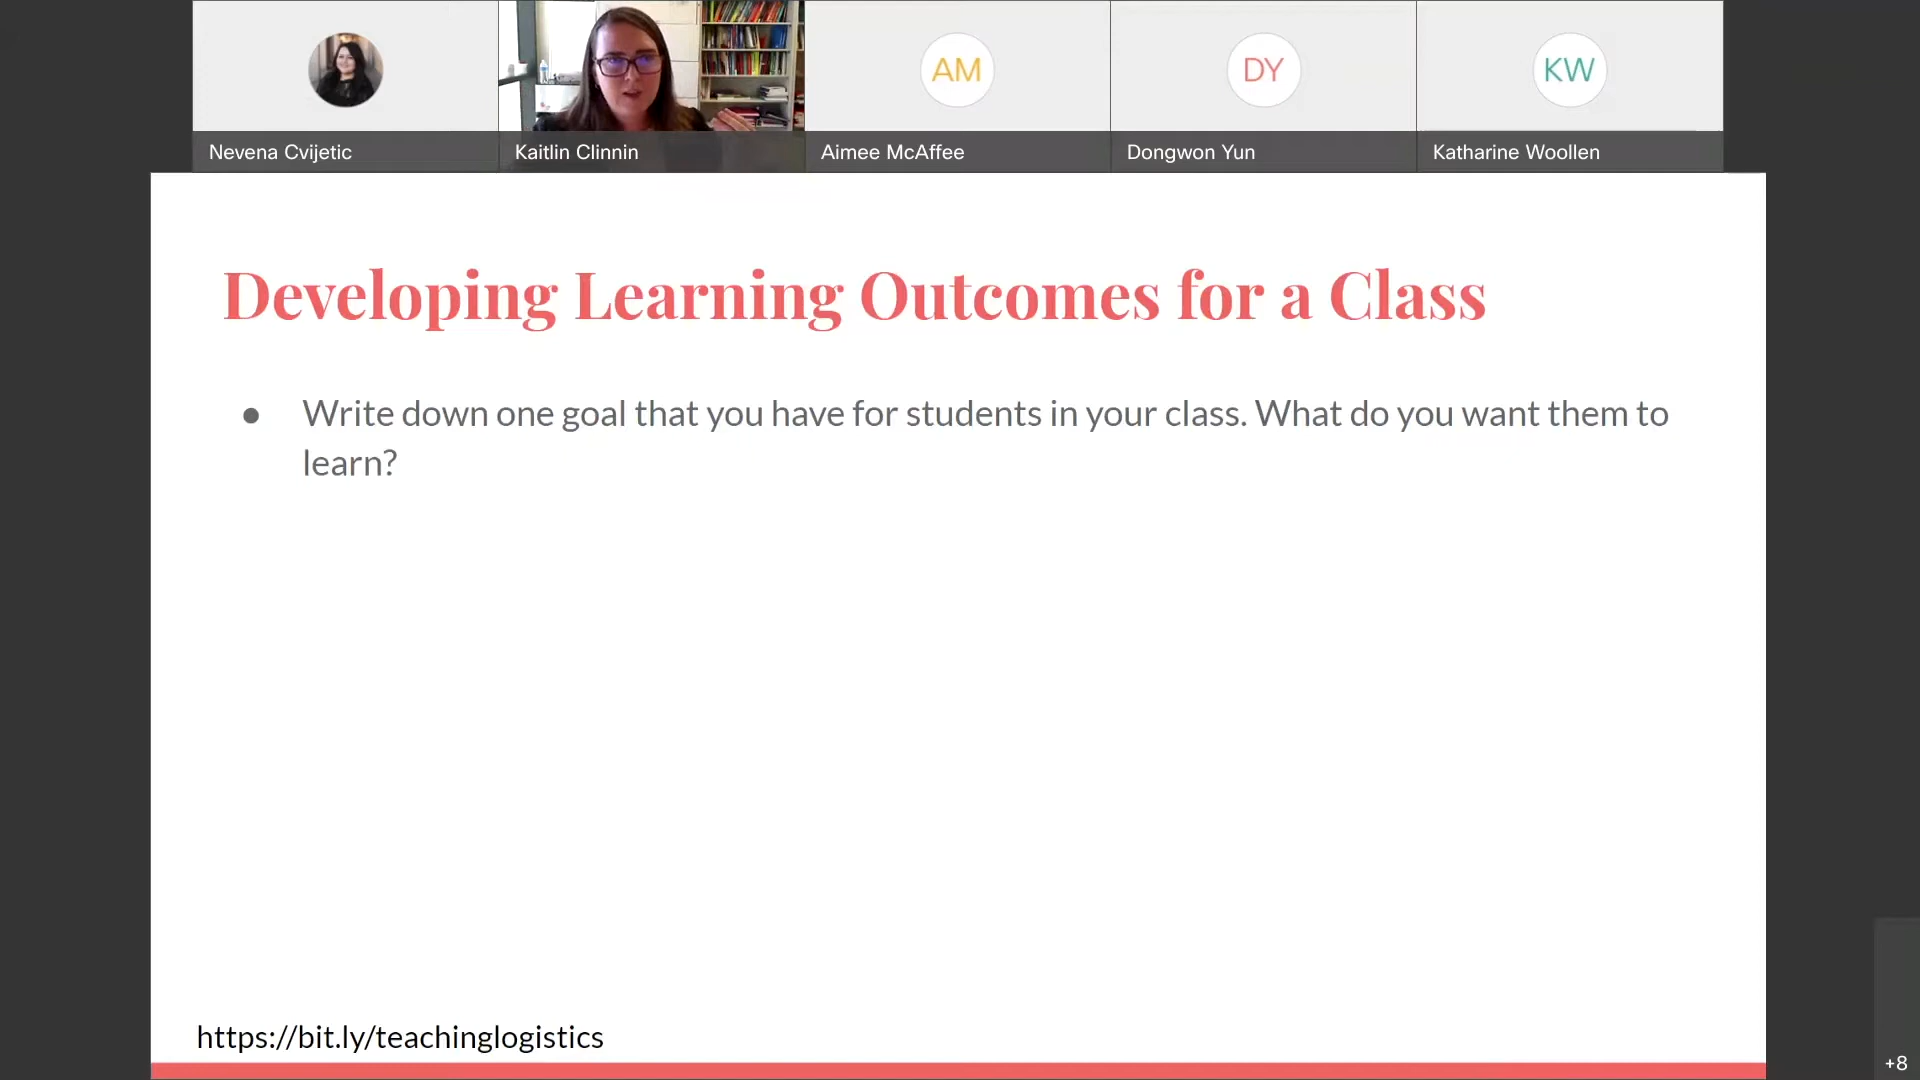 AM
DY
KW
Nevena Cvijetic
Kaitlin Clinnin
Aimee McAffee
Dongwon Yun
Katharine Woollen
Developing Learning Outcomes for a Class
● Write down one goal that you have for students in your class. What do you want them to
learn?
https://bit.ly/teachinglogistics
+8